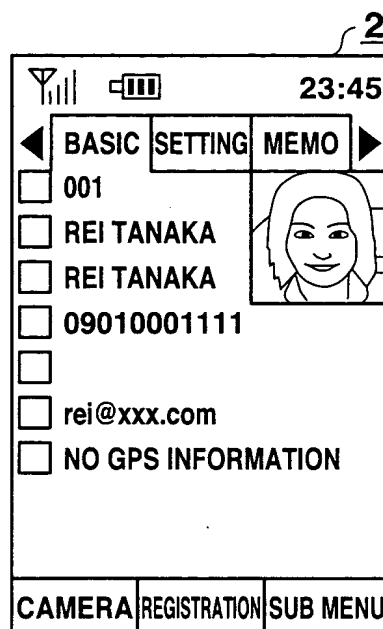 2
23:45
BASIC SETTING MEMO
001
REI TANAKA
REI TANAKA
09010001111
rei@xxx.com
NO GPS INFORMATION
CAMERA REGISTRATION SUB MENU